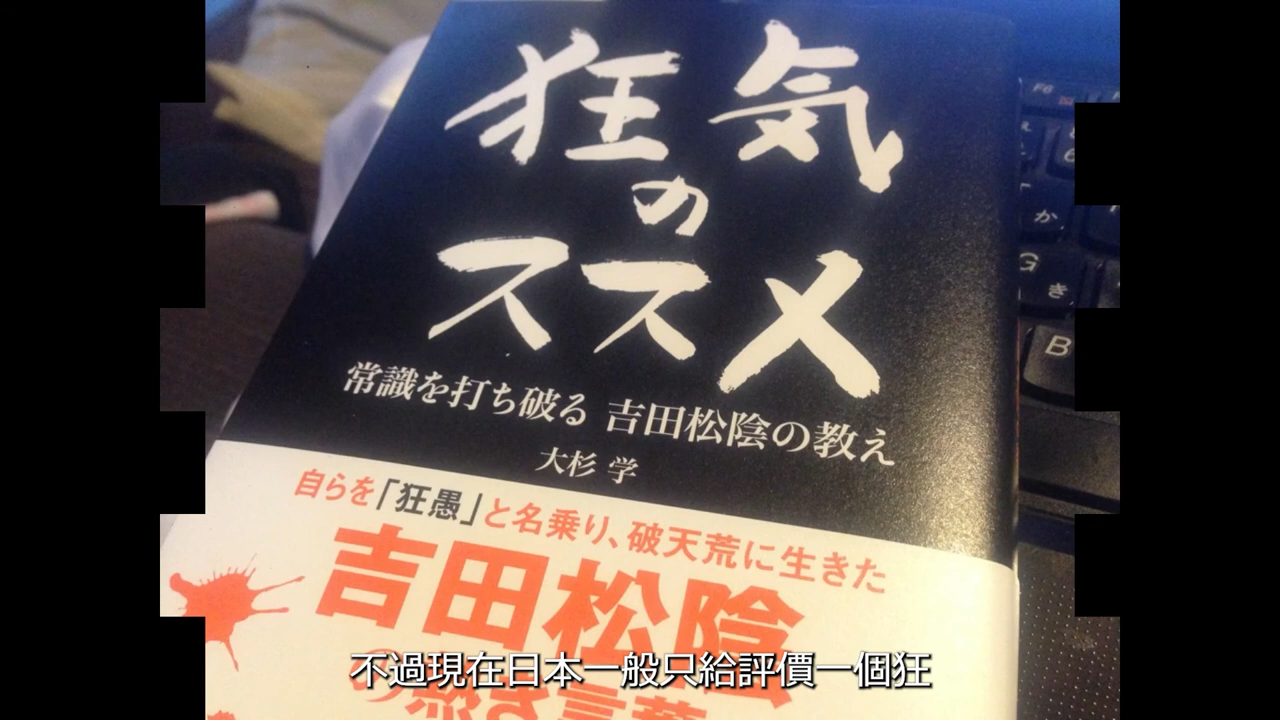 狂気
の
ススメ
常識を打ち破る 吉田松陰の教え
大杉 学
自らを「狂愚」と名乗り、破天荒に生きた
吉田松陰
不過現在日本一般只給評價一個狂
F6
か
G
き
B